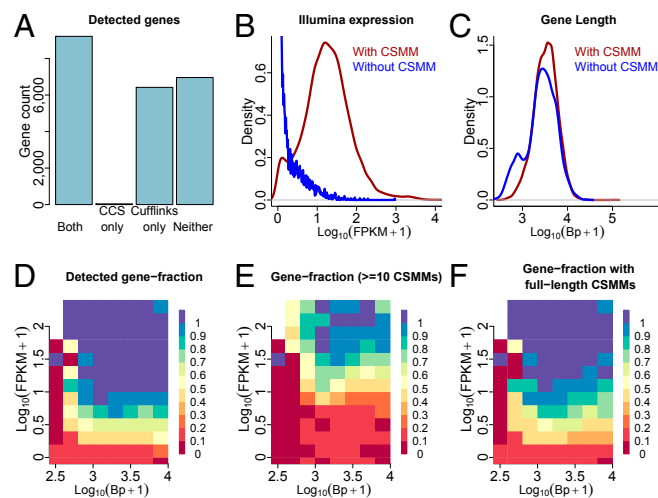 A
Detected genes
Gene count
0
2,000
6,000
Both
CCS only
Cufflinks only
Neither
B
Illumina expression
With CSMM
Without CSMM
Density
0.0
0.2
0.4
0.6
0
1
2
3
4
Log10(FPKM+1)
C
Gene Length
With CSMM
Without CSMM
Density
0.0
0.5
1.0
1.5
3
4
5
Log10(Bp+1)
D
Detected gene-fraction
Log10(FPKM+1)
0
0.5
1
2
2.5
3
3.5
4
Log10(Bp+1)
1
0.9
0.8
0.7
0.6
0.5
0.4
0.3
0.2
0.1
0
E
Gene-fraction (>=10 CSMMs)
Log10(FPKM+1)
0.0
0.5
1
2
2.5
3
3.5
4
Log10(Bp+1)
1
0.9
0.8
0.7
0.6
0.5
0.4
0.3
0.2
0.1
0
F
Gene-fraction with
full-length CSMMs
Log10(FPKM+1)
0.0
0.5
1
2
2.5
3
3.5
4
Log10(Bp+1)
1
0.9
0.8
0.7
0.6
0.5
0.4
0.3
0.2
0.1
0